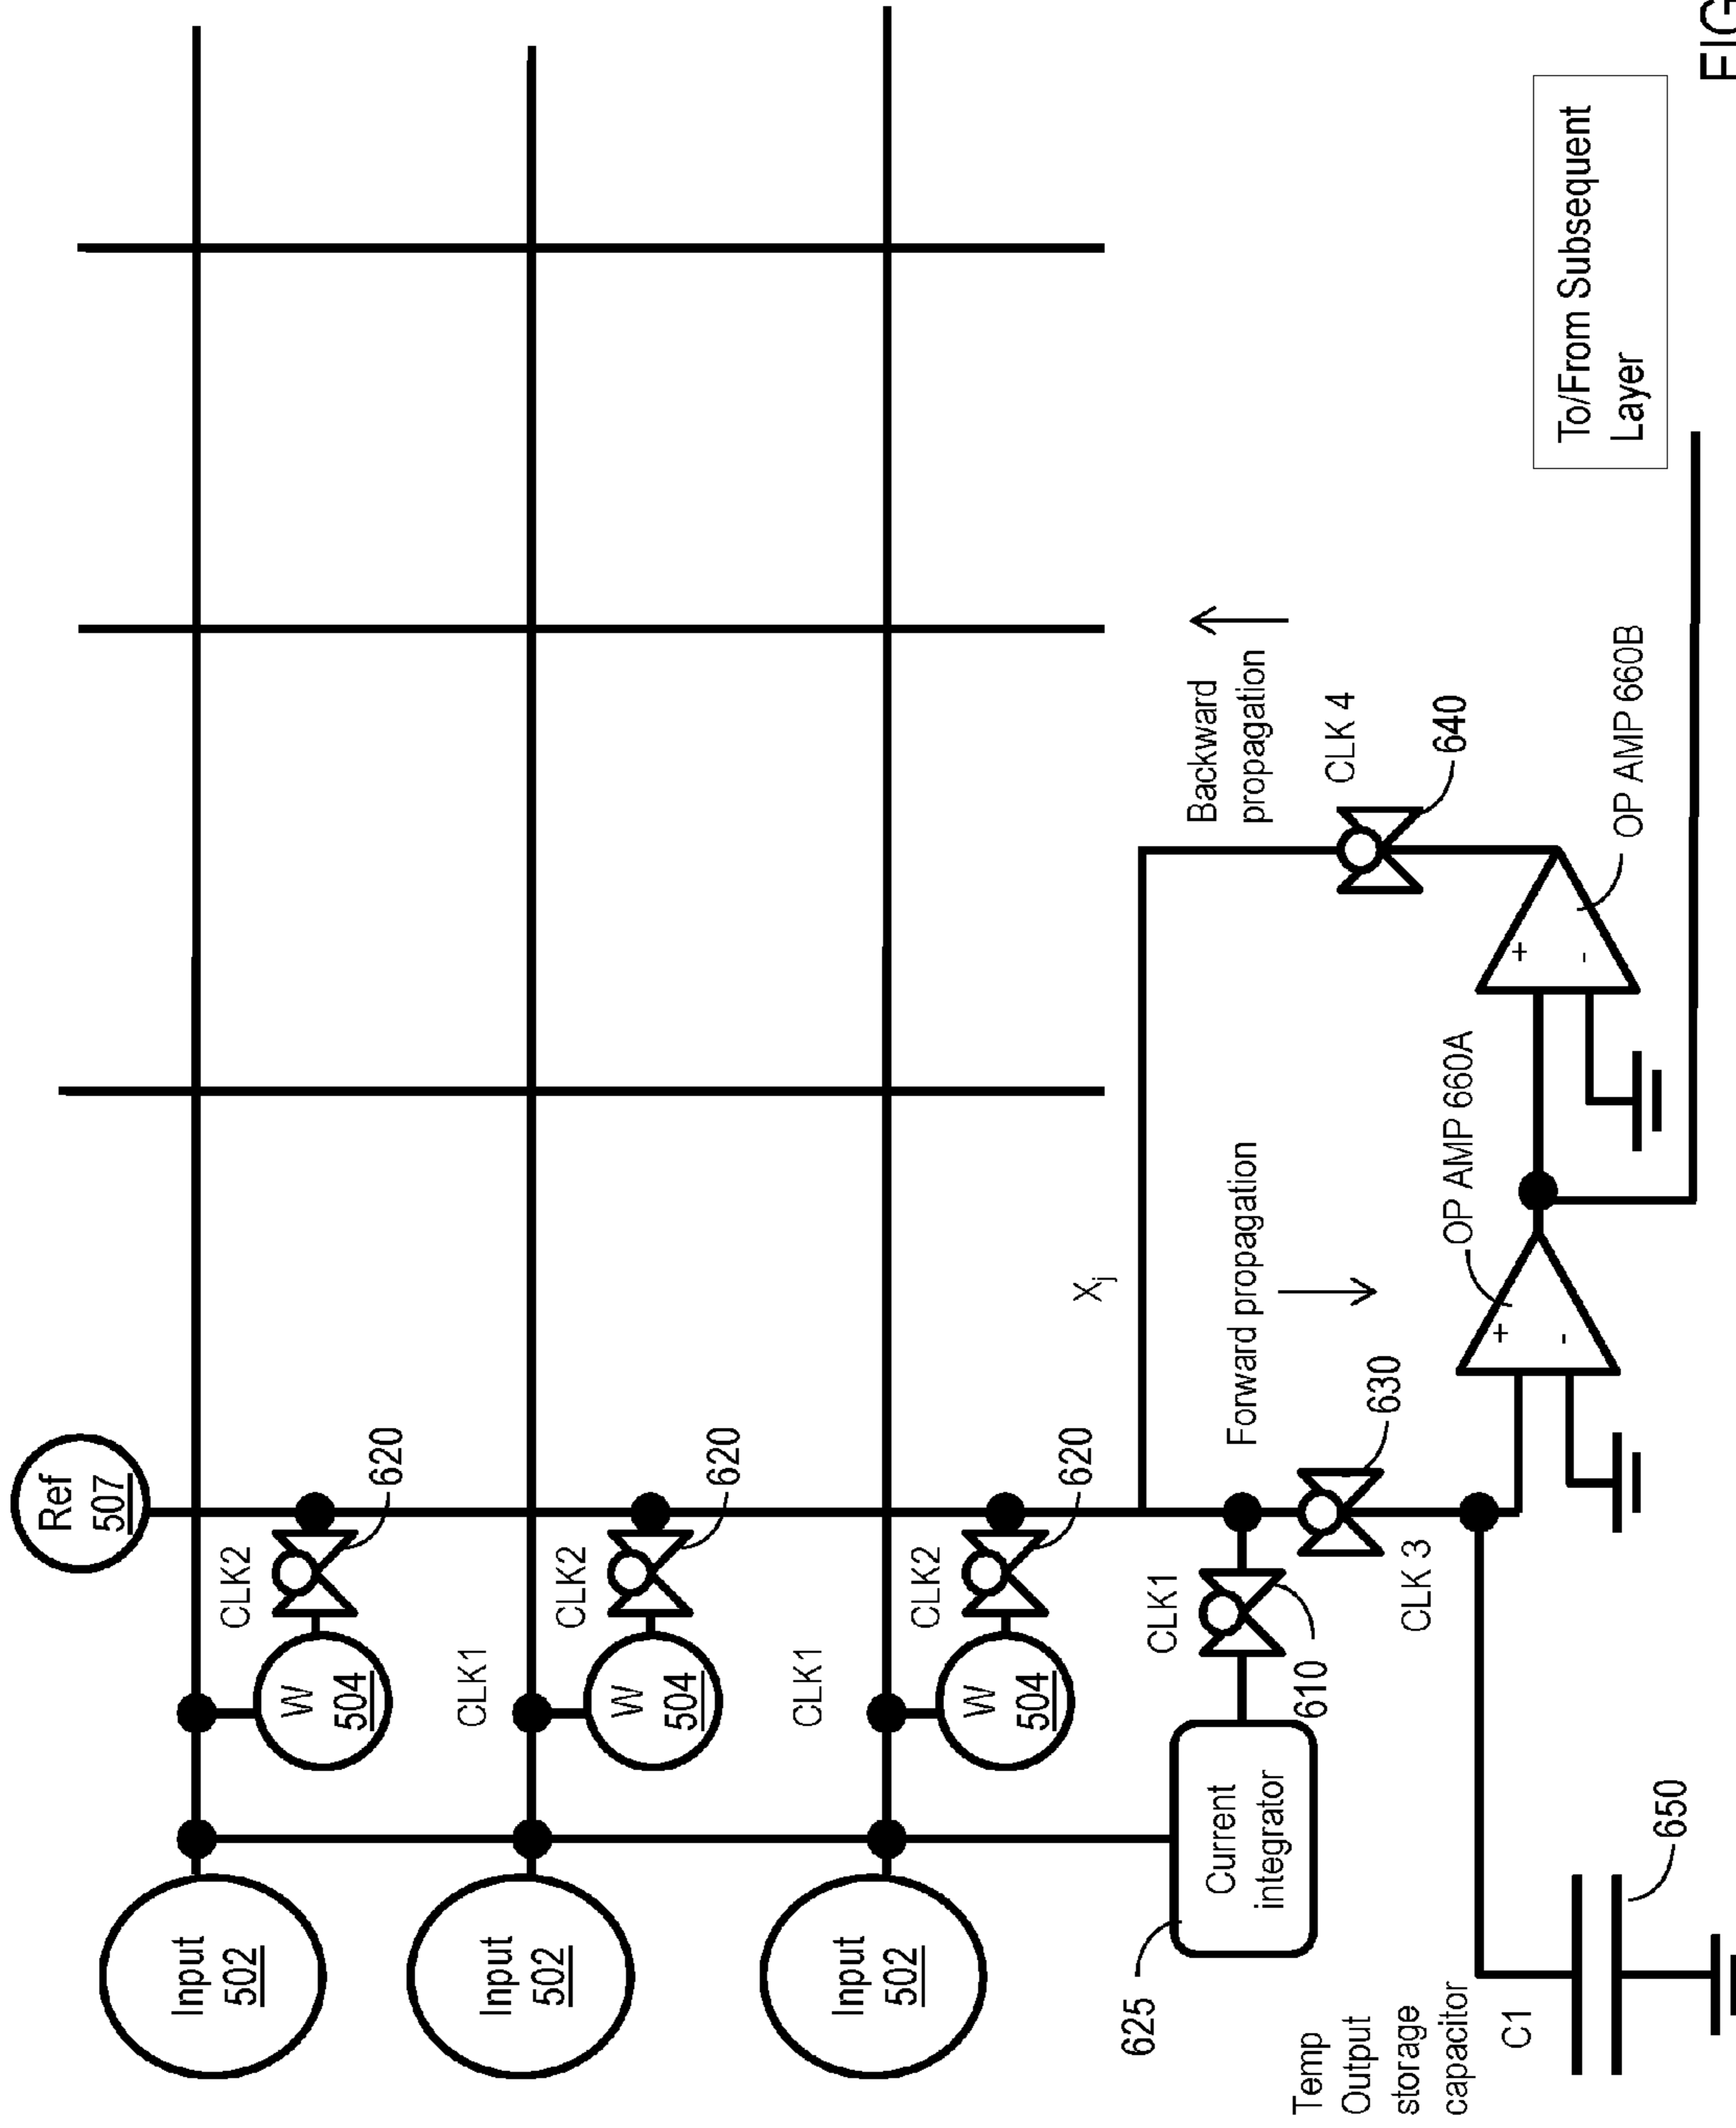 Ref
507
Input
502
W
504
CLK2
620
CLK1
Input
502
W
504
CLK2
620
CLK1
Input
502
W
504
CLK2
620
625
Current
integrator
CLK1
610
Xj
Forward propagation
Backward
propagation
CLK 3
630
CLK 4
640
Temp
Output
storage
capacitor
C1
650
OP AMP 660A
+
-
OP AMP 660B
+
-
To/From Subsequent
Layer
FIG